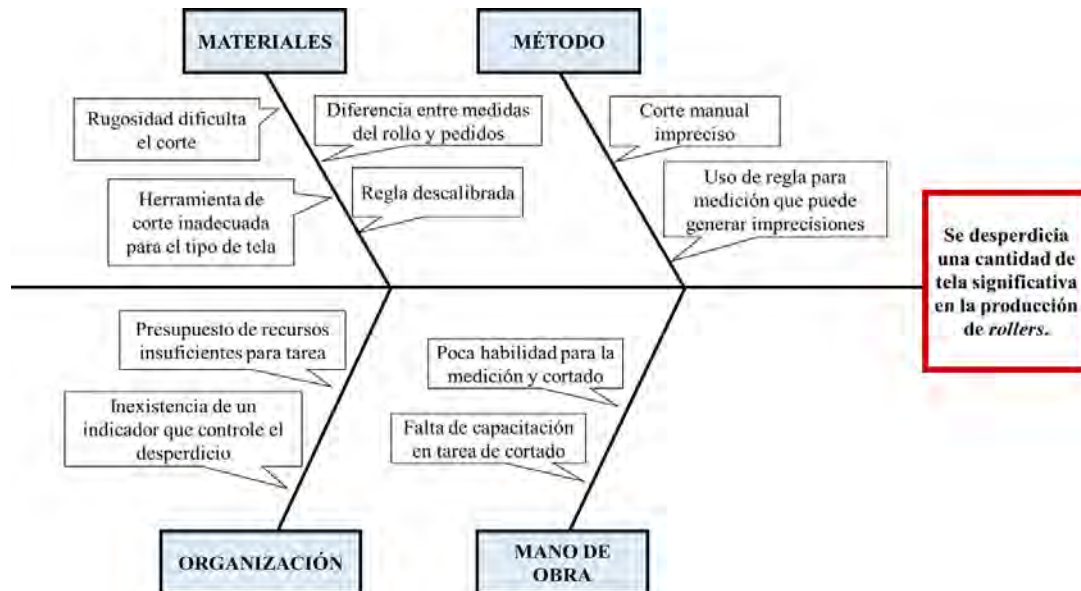 MATERIALES
MÉTODO
Rugosidad dificulta
el corte
Diferencia entre medidas
del rollo y pedidos
Herramienta de
corte inadecuada
para el tipo de tela
Regla descalibrada
Corte manual
impreciso
Uso de regla para
medición que puede
generar imprecisiones
Se desperdicia
una cantidad de
tela significativa
en la producción
de rollers.
Presupuesto de recursos
insuficientes para tarea
Inexistencia de un
indicador que controle el
desperdicio
Poca habilidad para la
medición y cortado
Falta de capacitación
en tarea de cortado
ORGANIZACIÓN
MANO DE
OBRA